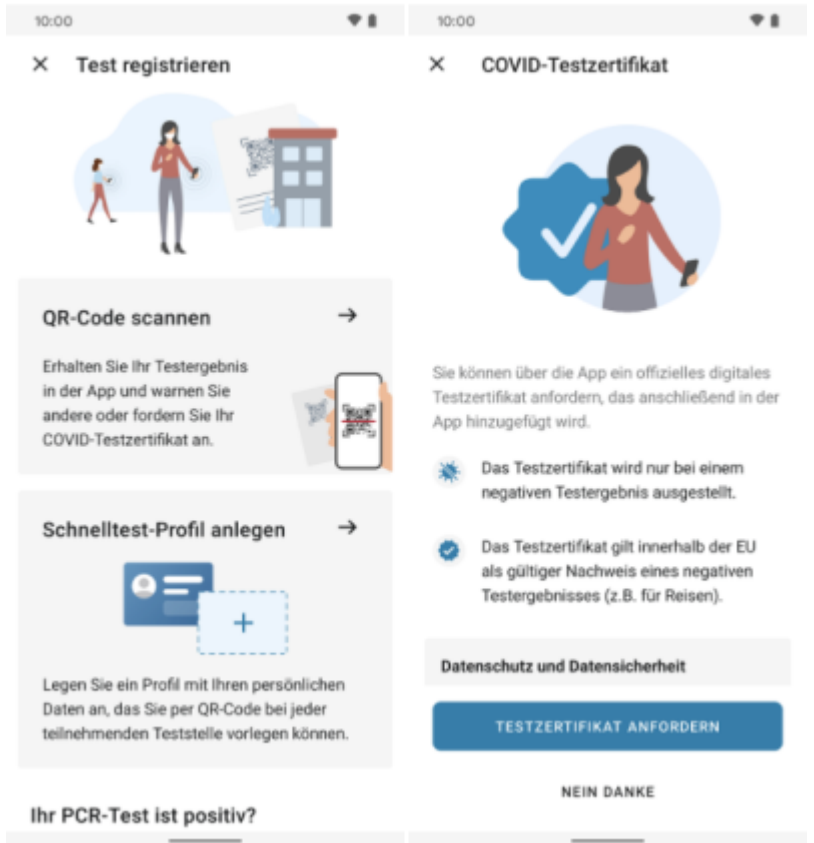 10:00
Test registrieren
QR-Code scannen
Erhalten Sie Ihr Testergebnis
in der App und warnen Sie
andere oder fordern Sie Ihr
COVID-Testzertifikat an.
Schnelltest-Profil anlegen
Legen Sie ein Profil mit Ihren persönlichen
Daten an, das Sie per QR-Code bei jeder
teilnehmenden Teststelle vorlegen können.
Ihr PCR-Test ist positiv?
10:00
COVID-Testzertifikat
Sie können über die App ein offizielles digitales
Testzertifikat anfordern, das anschließend in der
App hinzugefügt wird.
Das Testzertifikat wird nur bei einem
negativen Testergebnis ausgestellt.
Das Testzertifikat gilt innerhalb der EU
als gültiger Nachweis eines negativen
Testergebnisses (z.B. für Reisen).
Datenschutz und Datensicherheit
TESTZERTIFIKAT ANFORDERN
NEIN DANKE